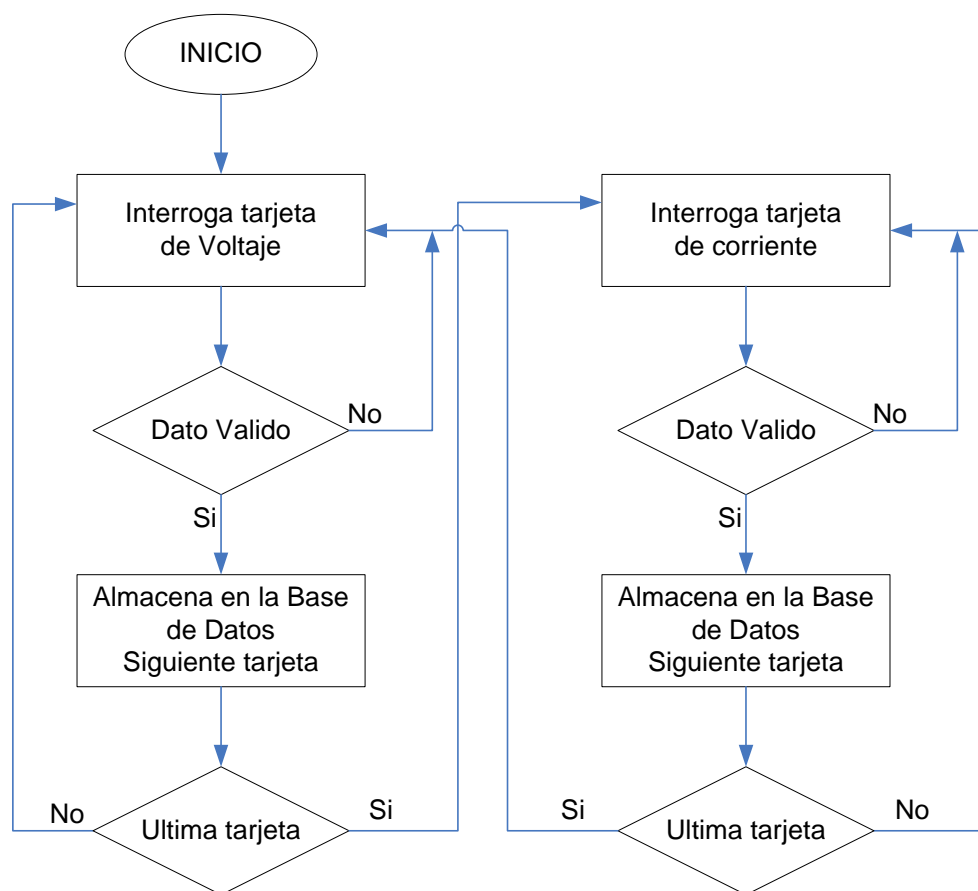 INICIO
Interroga tarjeta
de Voltaje
Dato Valido
No
Si
Almacena en la Base
de Datos
Siguiente tarjeta
Ultima tarjeta
No
Si
Interroga tarjeta
de corriente
Dato Valido
No
Si
Almacena en la Base
de Datos
Siguiente tarjeta
Ultima tarjeta
Si
No